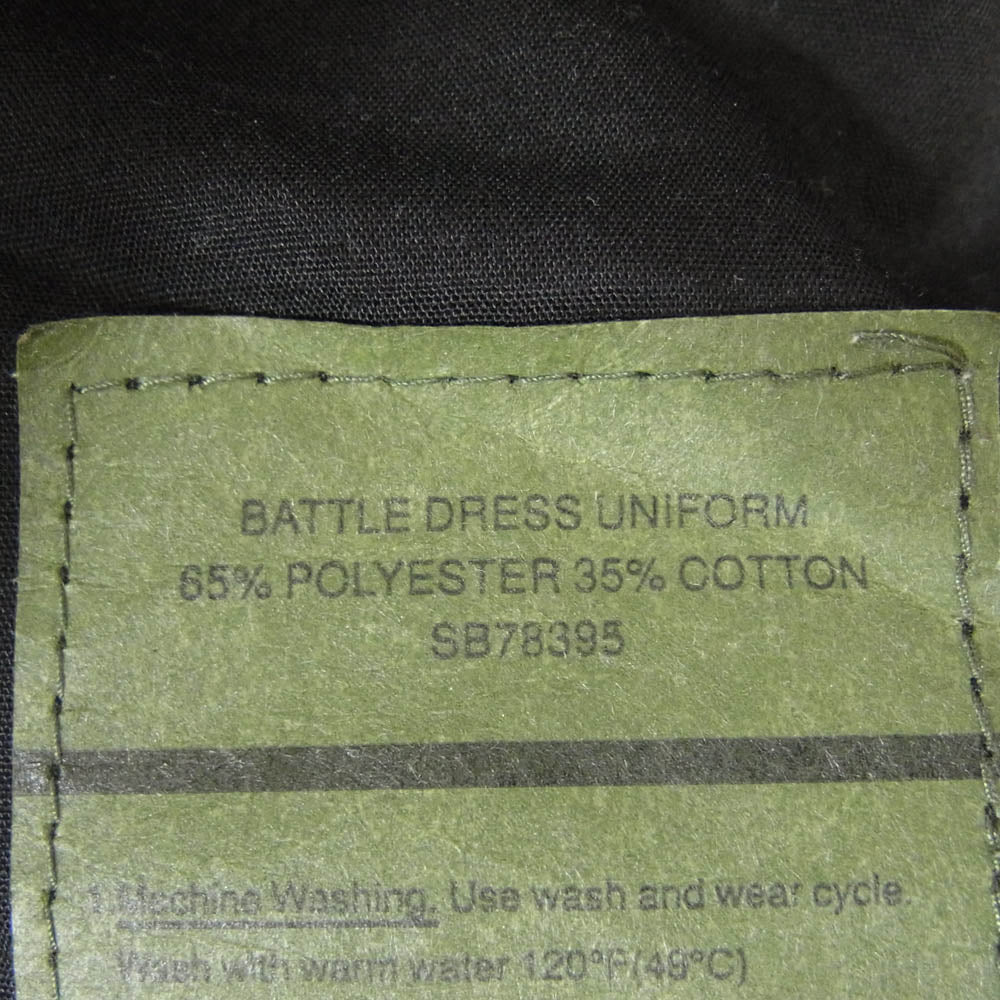 BATTLE DRESS UNIFORM
65% POLYESTER 35% COTTON
SB78395
1.Machine Washing. Use wash and wear cycle.
Wash with warm water 120°F(49°C)